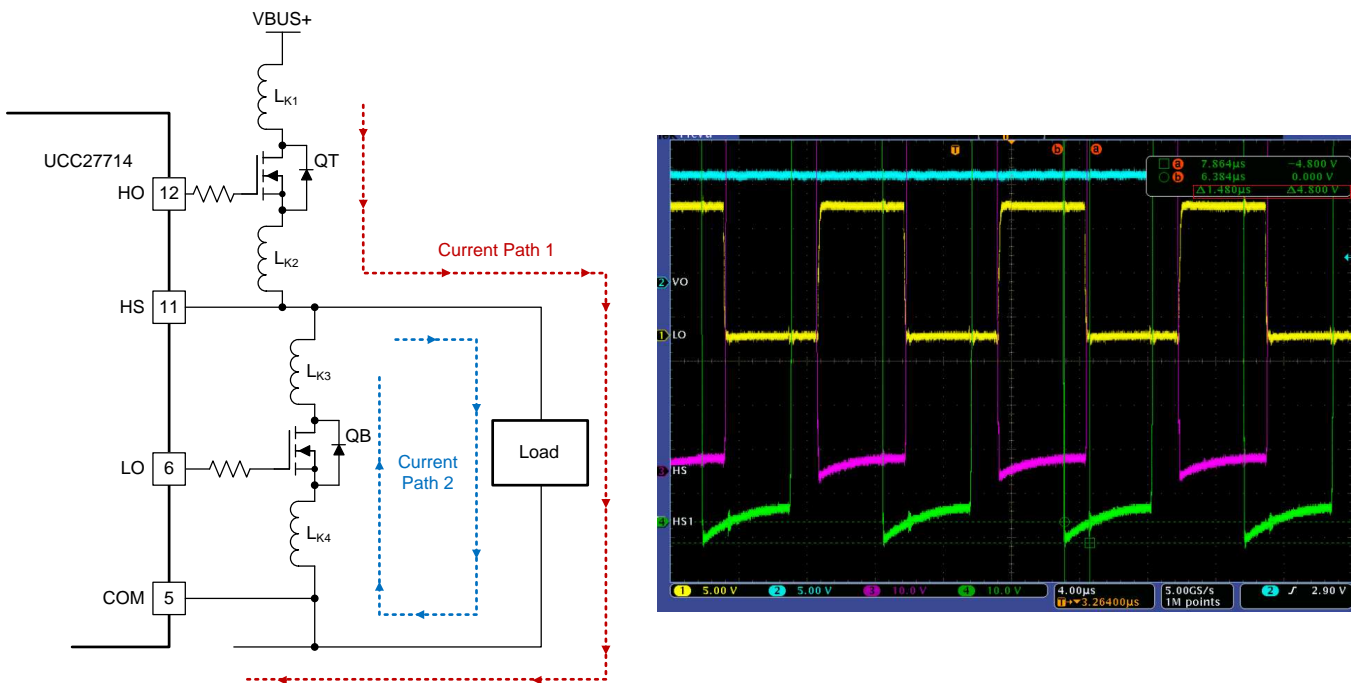 VBUS+
LK1
UCC27714
QT
HO
12
LK2
Current Path 1
HS
11
LK3
QB
Load
LO
6
Current
Path 2
LK4
COM
5
T
b
a
a 7.864µs −4.800 V
b 6.384µs 0.000 V
Δ1.480µs Δ4.800 V
2 VO
1 LO
3 HS
4 HS1
1 5.00 V
2 5.00 V
3 10.0 V
4 10.0 V
4.00µs
T→▼3.26400µs
5.00GS/s
1M points
2 2.90 V